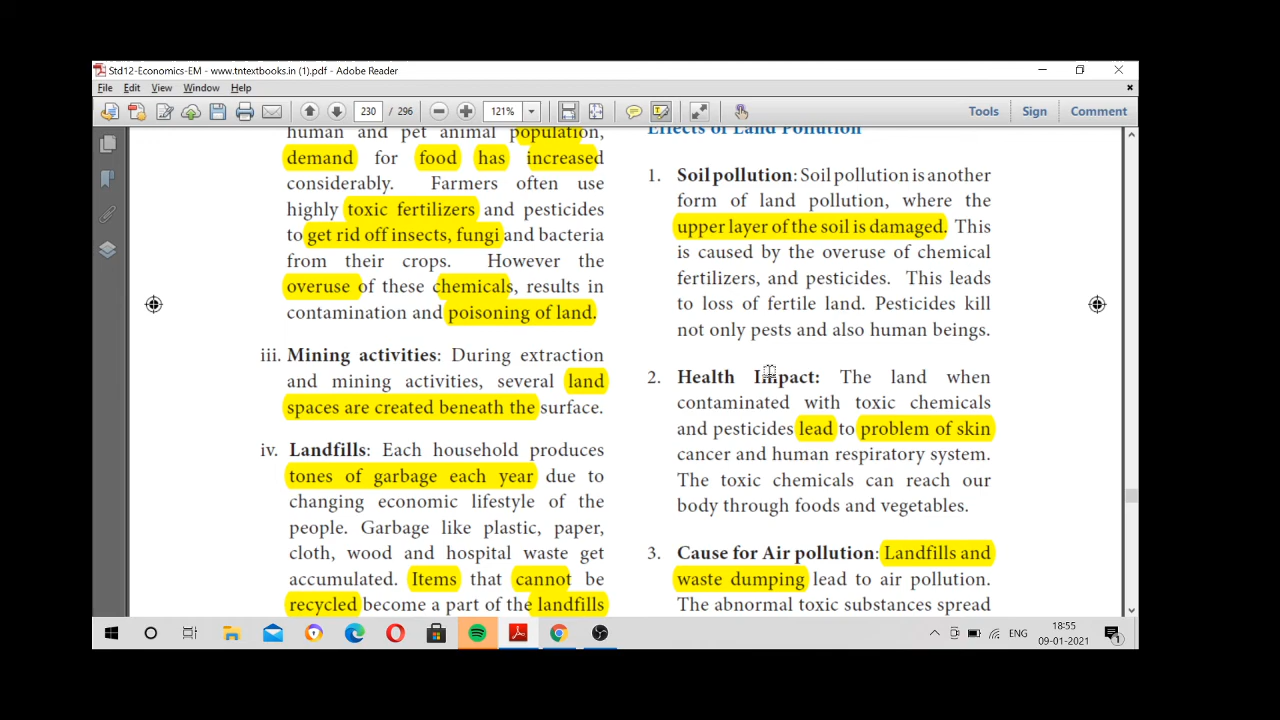 Std12-Economics-EM - www.tntextbooks.in (1).pdf - Adobe Reader
File Edit View Window Help
230 / 296 121% Tools Sign Comment
human and pet animal population,
demand for food has increased
considerably. Farmers often use
highly toxic fertilizers and pesticides
to get rid off insects, fungi and bacteria
from their crops. However the
overuse of these chemicals, results in
contamination and poisoning of land.
iii. Mining activities: During extraction
and mining activities, several land
spaces are created beneath the surface.
iv. Landfills: Each household produces
tones of garbage each year due to
changing economic lifestyle of the
people. Garbage like plastic, paper,
cloth, wood and hospital waste get
accumulated. Items that cannot be
recycled become a part of the landfills
Effects of Land Pollution
1. Soil pollution: Soil pollution is another
form of land pollution, where the
upper layer of the soil is damaged. This
is caused by the overuse of chemical
fertilizers, and pesticides. This leads
to loss of fertile land. Pesticides kill
not only pests and also human beings.
2. Health Impact: The land when
contaminated with toxic chemicals
and pesticides lead to problem of skin
cancer and human respiratory system.
The toxic chemicals can reach our
body through foods and vegetables.
3. Cause for Air pollution: Landfills and
waste dumping lead to air pollution.
The abnormal toxic substances spread
ENG
18:55
09-01-2021
1